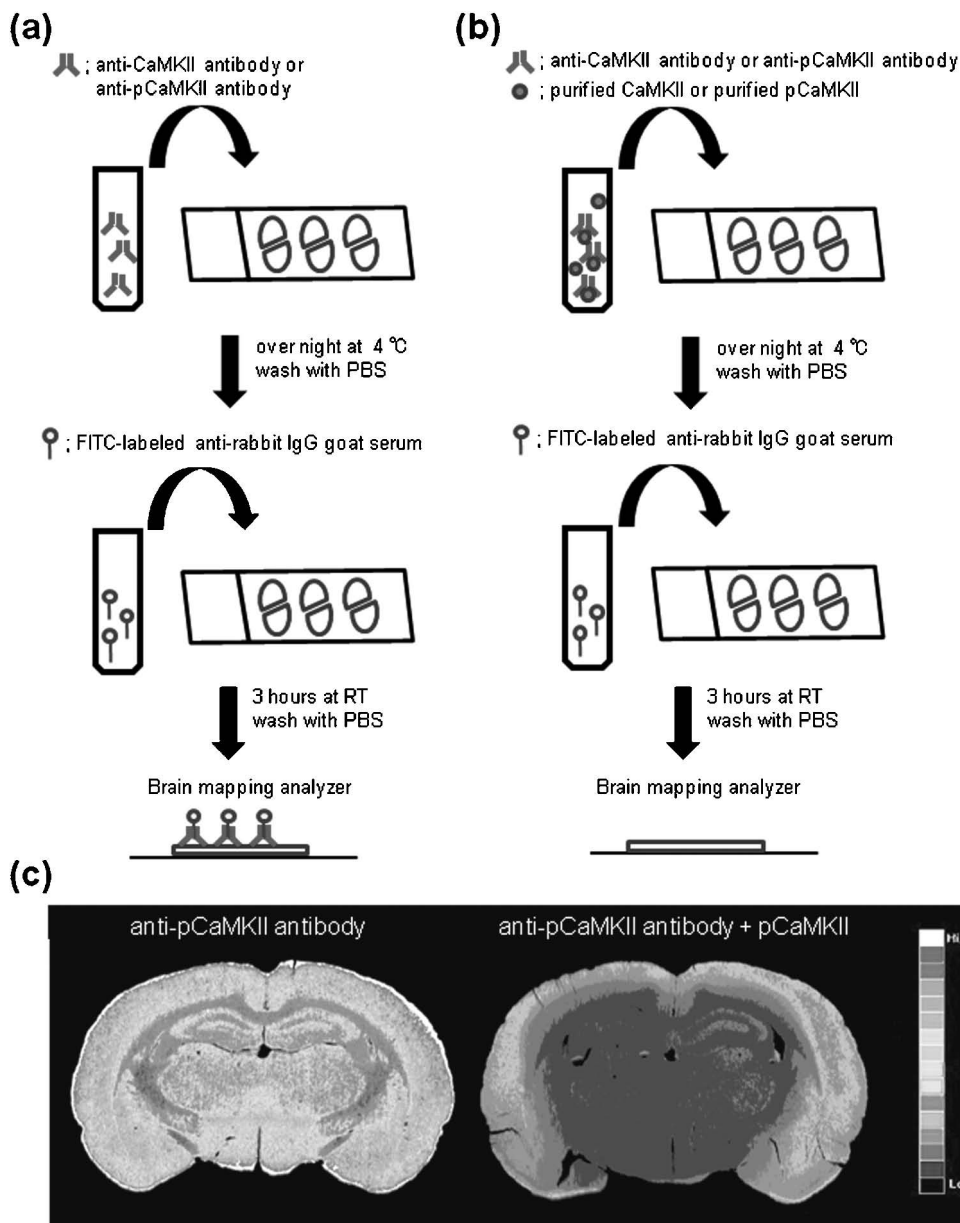 (a)
; anti-CaMKII antibody or
anti-pCaMKII antibody
over night at 4 ℃
wash with PBS
; FITC-labeled anti-rabbit IgG goat serum
3 hours at RT
wash with PBS
Brain mapping analyzer
(b)
; anti-CaMKII antibody or anti-pCaMKII antibody
; purified CaMKII or purified pCaMKII
over night at 4 ℃
wash with PBS
; FITC-labeled anti-rabbit IgG goat serum
3 hours at RT
wash with PBS
Brain mapping analyzer
(c)
anti-pCaMKII antibody
anti-pCaMKII antibody + pCaMKII
Hi
Lo